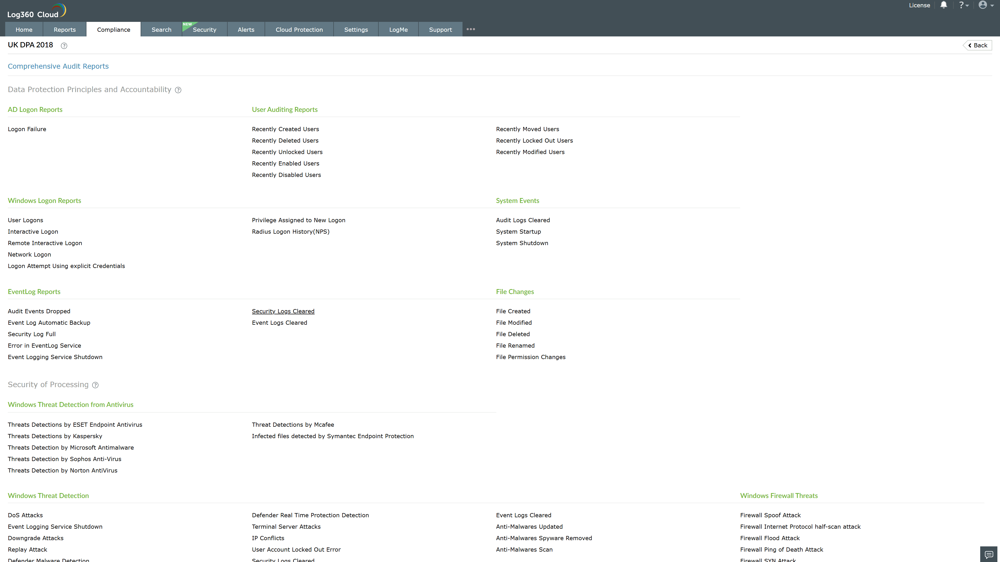 Log360 Cloud
License
?
Home
Reports
Compliance
Search
NEW
Security
Alerts
Cloud Protection
Settings
LogMe
Support
UK DPA 2018 ?
Back
Comprehensive Audit Reports
Data Protection Principles and Accountability ?
AD Logon Reports
Logon Failure
User Auditing Reports
Recently Created Users
Recently Deleted Users
Recently Unlocked Users
Recently Enabled Users
Recently Disabled Users
Recently Moved Users
Recently Locked Out Users
Recently Modified Users
Windows Logon Reports
User Logons
Interactive Logon
Remote Interactive Logon
Network Logon
Logon Attempt Using explicit Credentials
Privilege Assigned to New Logon
Radius Logon History(NPS)
System Events
Audit Logs Cleared
System Startup
System Shutdown
EventLog Reports
Audit Events Dropped
Event Log Automatic Backup
Security Log Full
Error in EventLog Service
Event Logging Service Shutdown
Security Logs Cleared
Event Logs Cleared
File Changes
File Created
File Modified
File Deleted
File Renamed
File Permission Changes
Security of Processing ?
Windows Threat Detection from Antivirus
Threats Detections by ESET Endpoint Antivirus
Threats Detections by Kaspersky
Threats Detection by Microsoft Antimalware
Threats Detection by Sophos Anti-Virus
Threats Detection by Norton AntiVirus
Threat Detections by Mcafee
Infected files detected by Symantec Endpoint Protection
Windows Threat Detection
DoS Attacks
Event Logging Service Shutdown
Downgrade Attacks
Replay Attack
Defender Malware Detection
Defender Real Time Protection Detection
Terminal Server Attacks
IP Conflicts
User Account Locked Out Error
Security Logs Cleared
Event Logs Cleared
Anti-Malwares Updated
Anti-Malwares Spyware Removed
Anti-Malwares Scan
Windows Firewall Threats
Firewall Spoof Attack
Firewall Internet Protocol half-scan attack
Firewall Flood Attack
Firewall Ping of Death Attack
Firewall SYN Attack